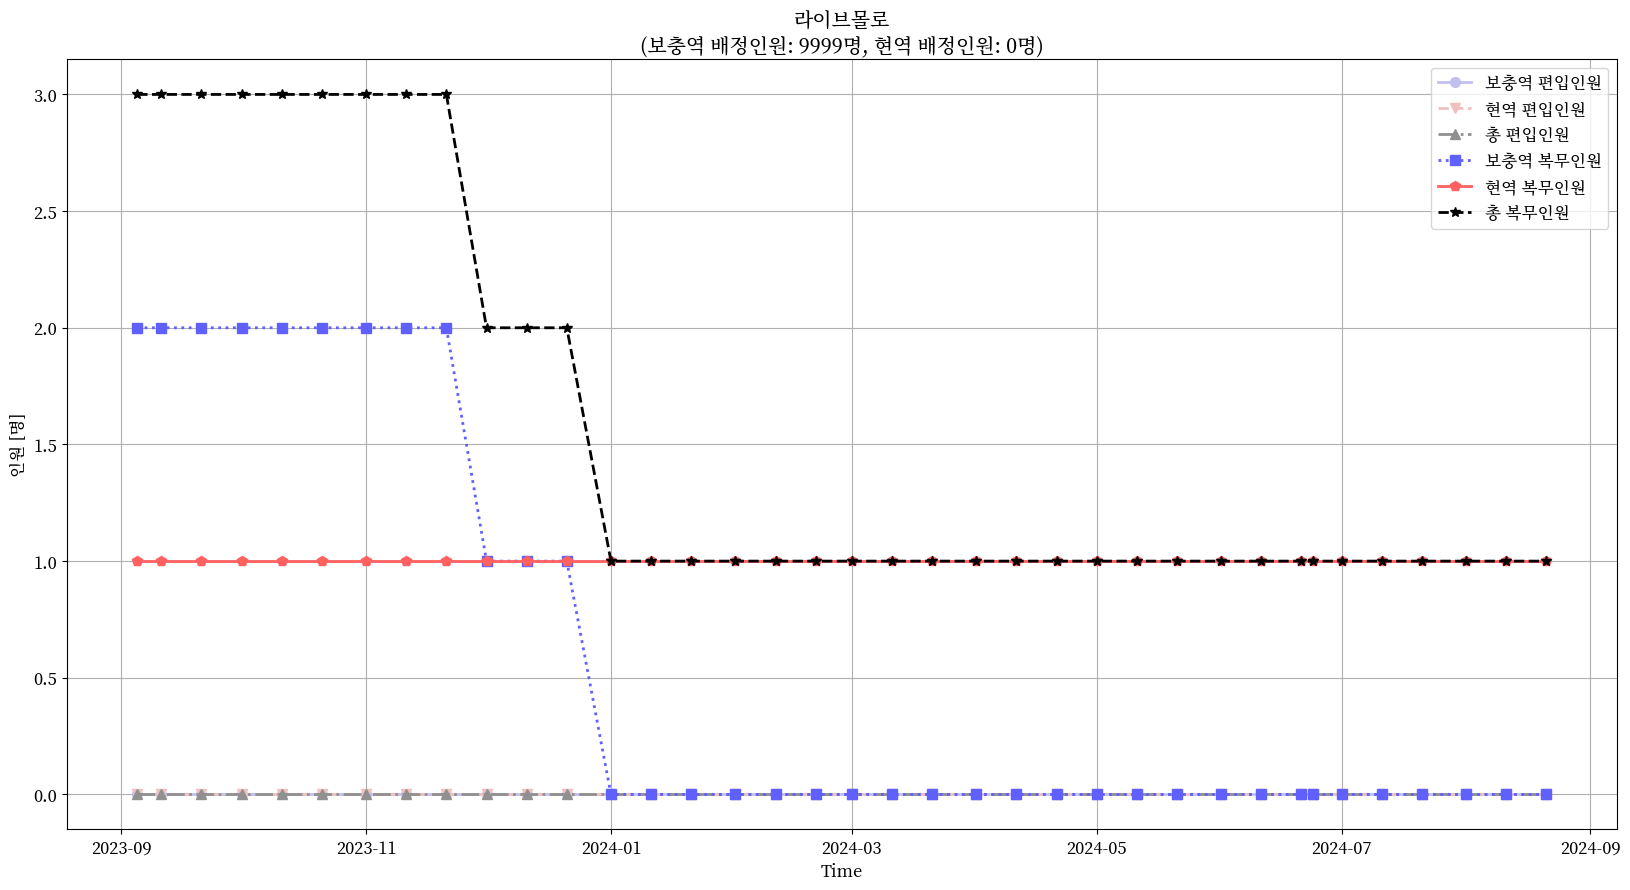 라이브몰로
(보충역 배정인원: 9999명, 현역 배정인원: 0명)
보충역 편입인원
현역 편입인원
총 편입인원
보충역 복무인원
현역 복무인원
총 복무인원
인원 [명]
3.0
2.5
2.0
1.5
1.0
0.5
0.0
2023-09
2023-11
2024-01
2024-03
2024-05
2024-07
2024-09
Time